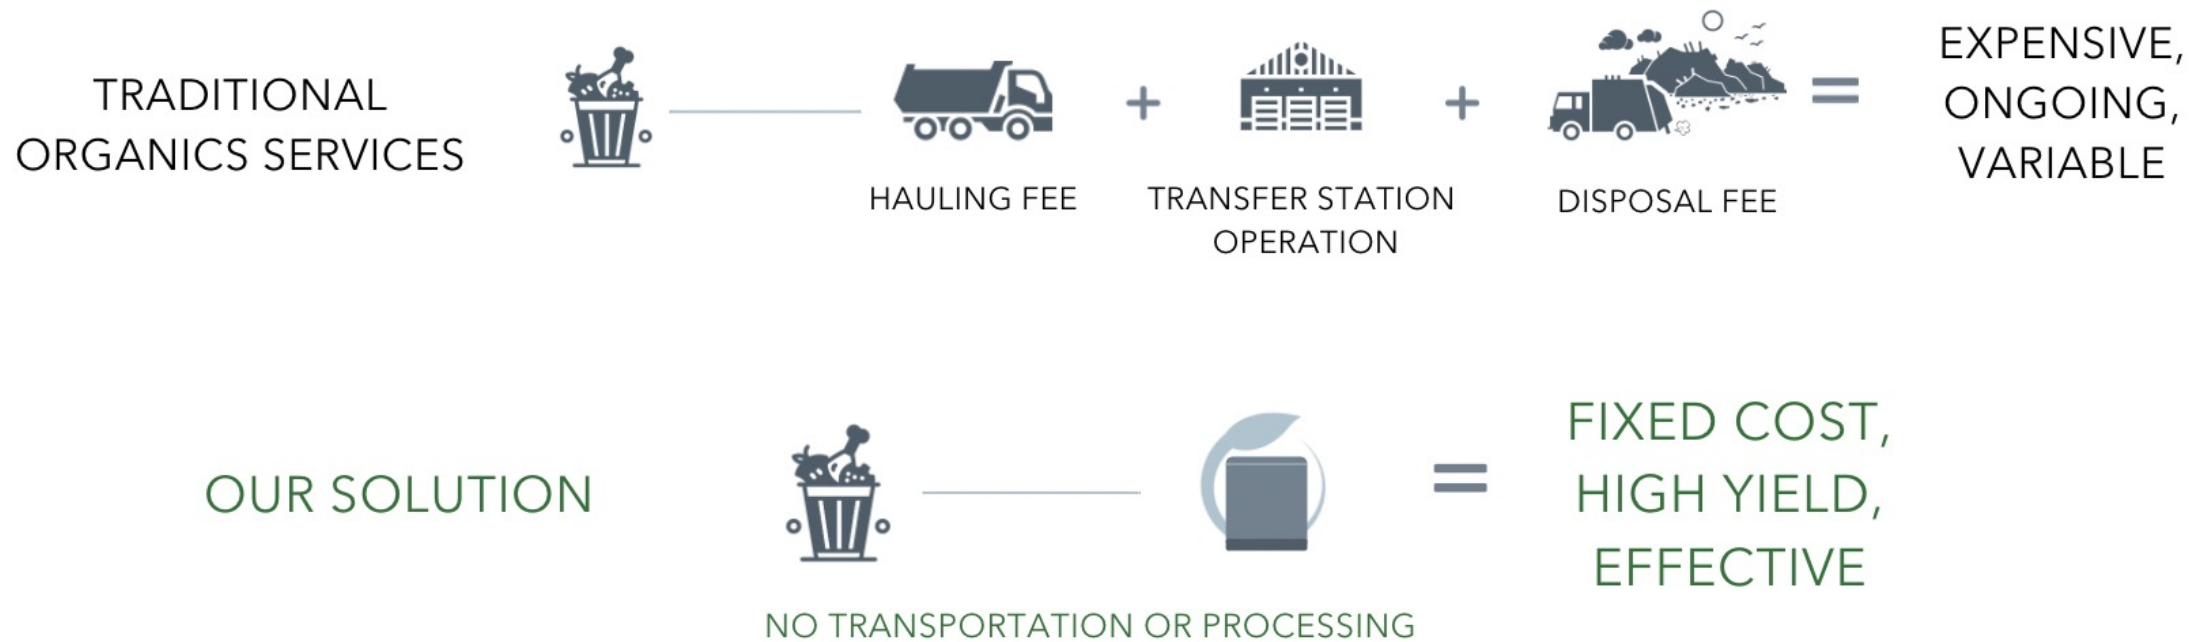 TRADITIONAL
ORGANICS SERVICES
HAULING FEE
+
TRANSFER STATION
OPERATION
+
DISPOSAL FEE
=
EXPENSIVE,
ONGOING,
VARIABLE
OUR SOLUTION
NO TRANSPORTATION OR PROCESSING
=
FIXED COST,
HIGH YIELD,
EFFECTIVE